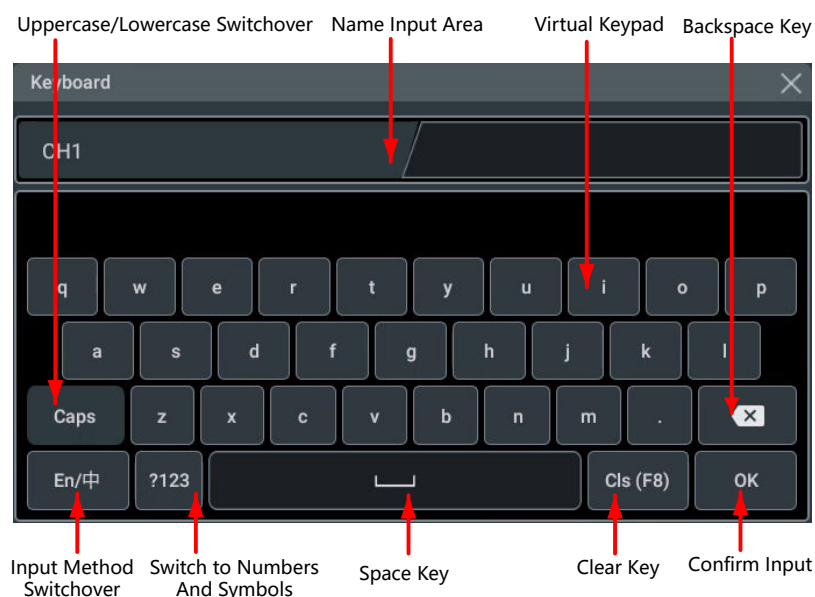 Uppercase/Lowercase Switchover Name Input Area Virtual Keypad Backspace Key
Keyboard
CH1
q w e r t y u i o p
a s d f g h j k l
Caps z x c v b n m .
En/中 ?123 Cls (F8) OK
Input Method Switchover
Switch to Numbers And Symbols
Space Key
Clear Key
Confirm Input